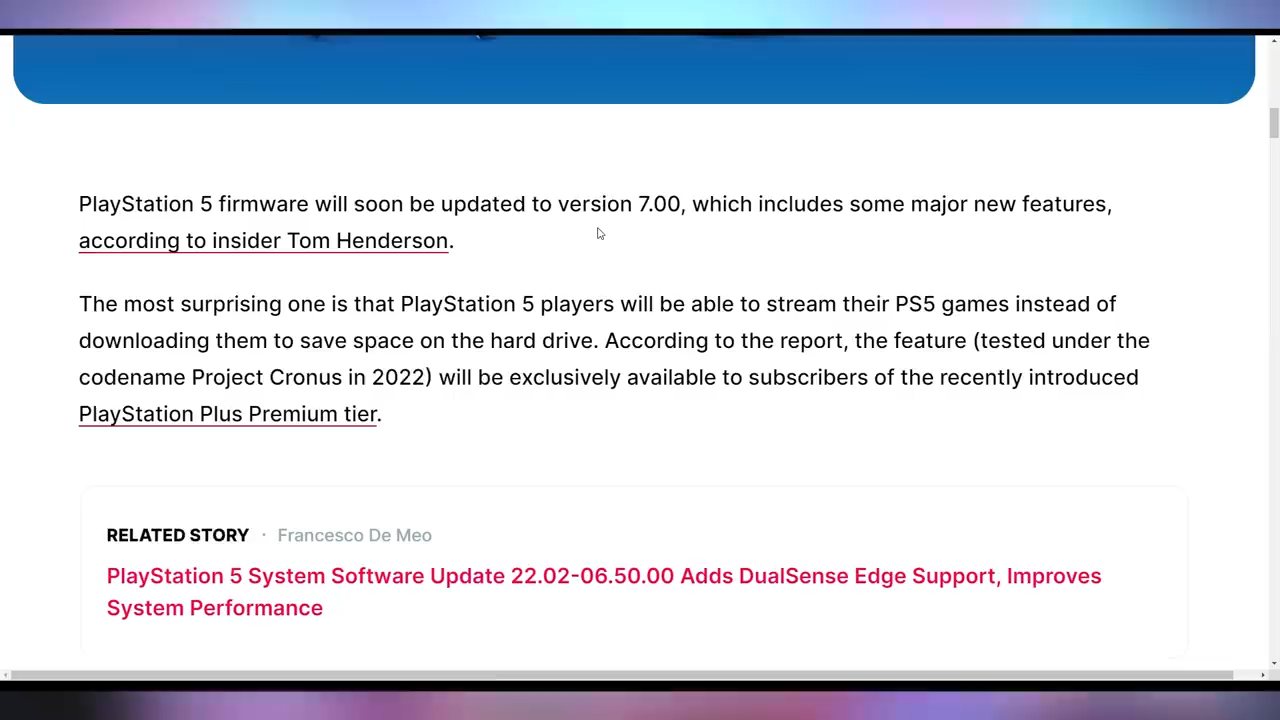 PlayStation 5 firmware will soon be updated to version 7.00, which includes some major new features,
according to insider Tom Henderson.
The most surprising one is that PlayStation 5 players will be able to stream their PS5 games instead of
downloading them to save space on the hard drive. According to the report, the feature (tested under the
codename Project Cronus in 2022) will be exclusively available to subscribers of the recently introduced
PlayStation Plus Premium tier.
RELATED STORY · Francesco De Meo
PlayStation 5 System Software Update 22.02-06.50.00 Adds DualSense Edge Support, Improves
System Performance